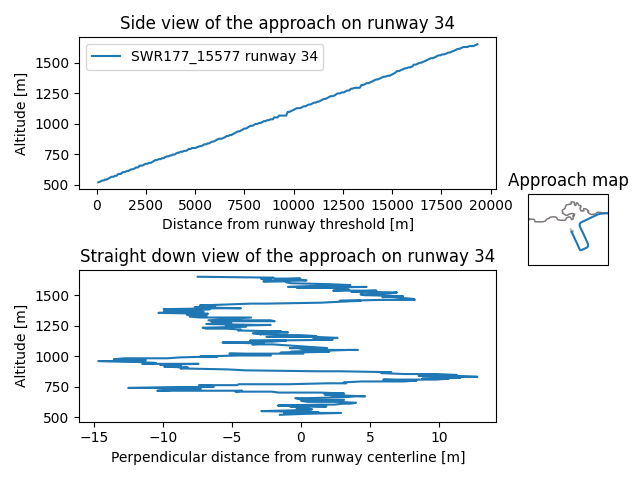 Side view of the approach on runway 34
SWR177_15577 runway 34
Altitude [m]
1500
1250
1000
750
500
0 2500 5000 7500 10000 12500 15000 17500 20000
Distance from runway threshold [m]
Approach map
Straight down view of the approach on runway 34
Altitude [m]
1500
1250
1000
750
500
−15 −10 −5 0 5 10
Perpendicular distance from runway centerline [m]